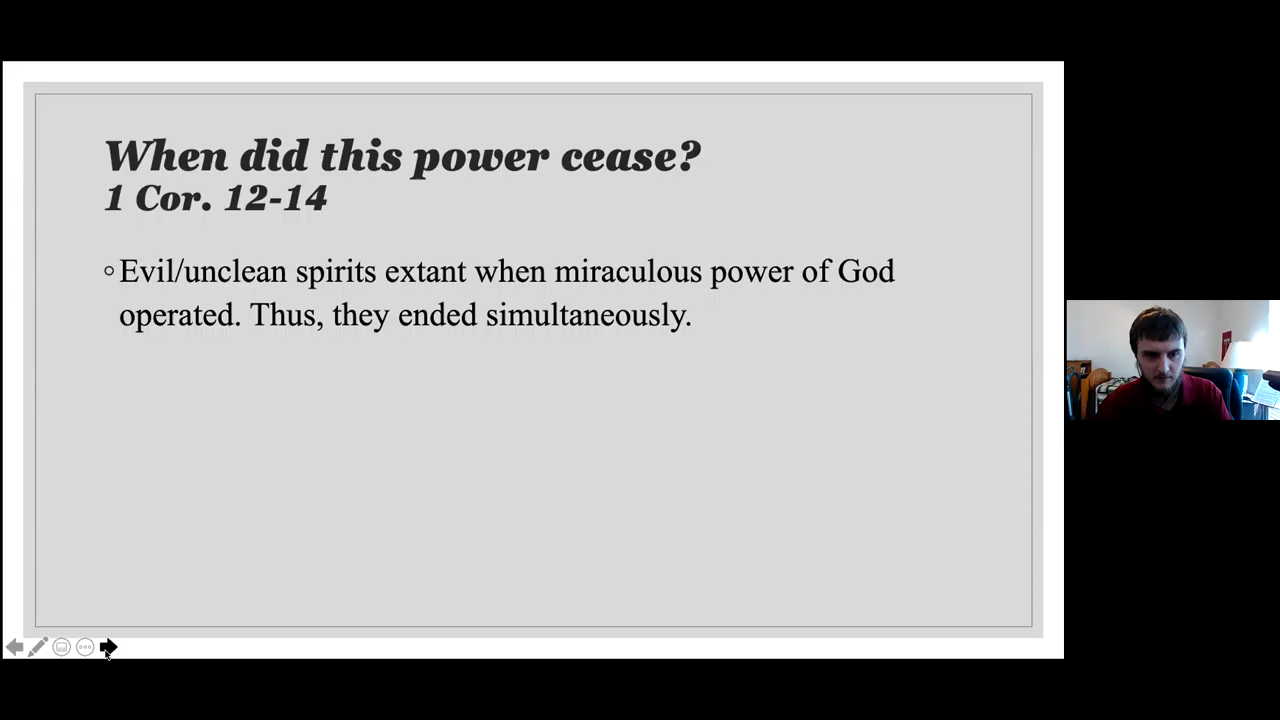 When did this power cease?
1 Cor. 12-14
Evil/unclean spirits extant when miraculous power of God
operated. Thus, they ended simultaneously.